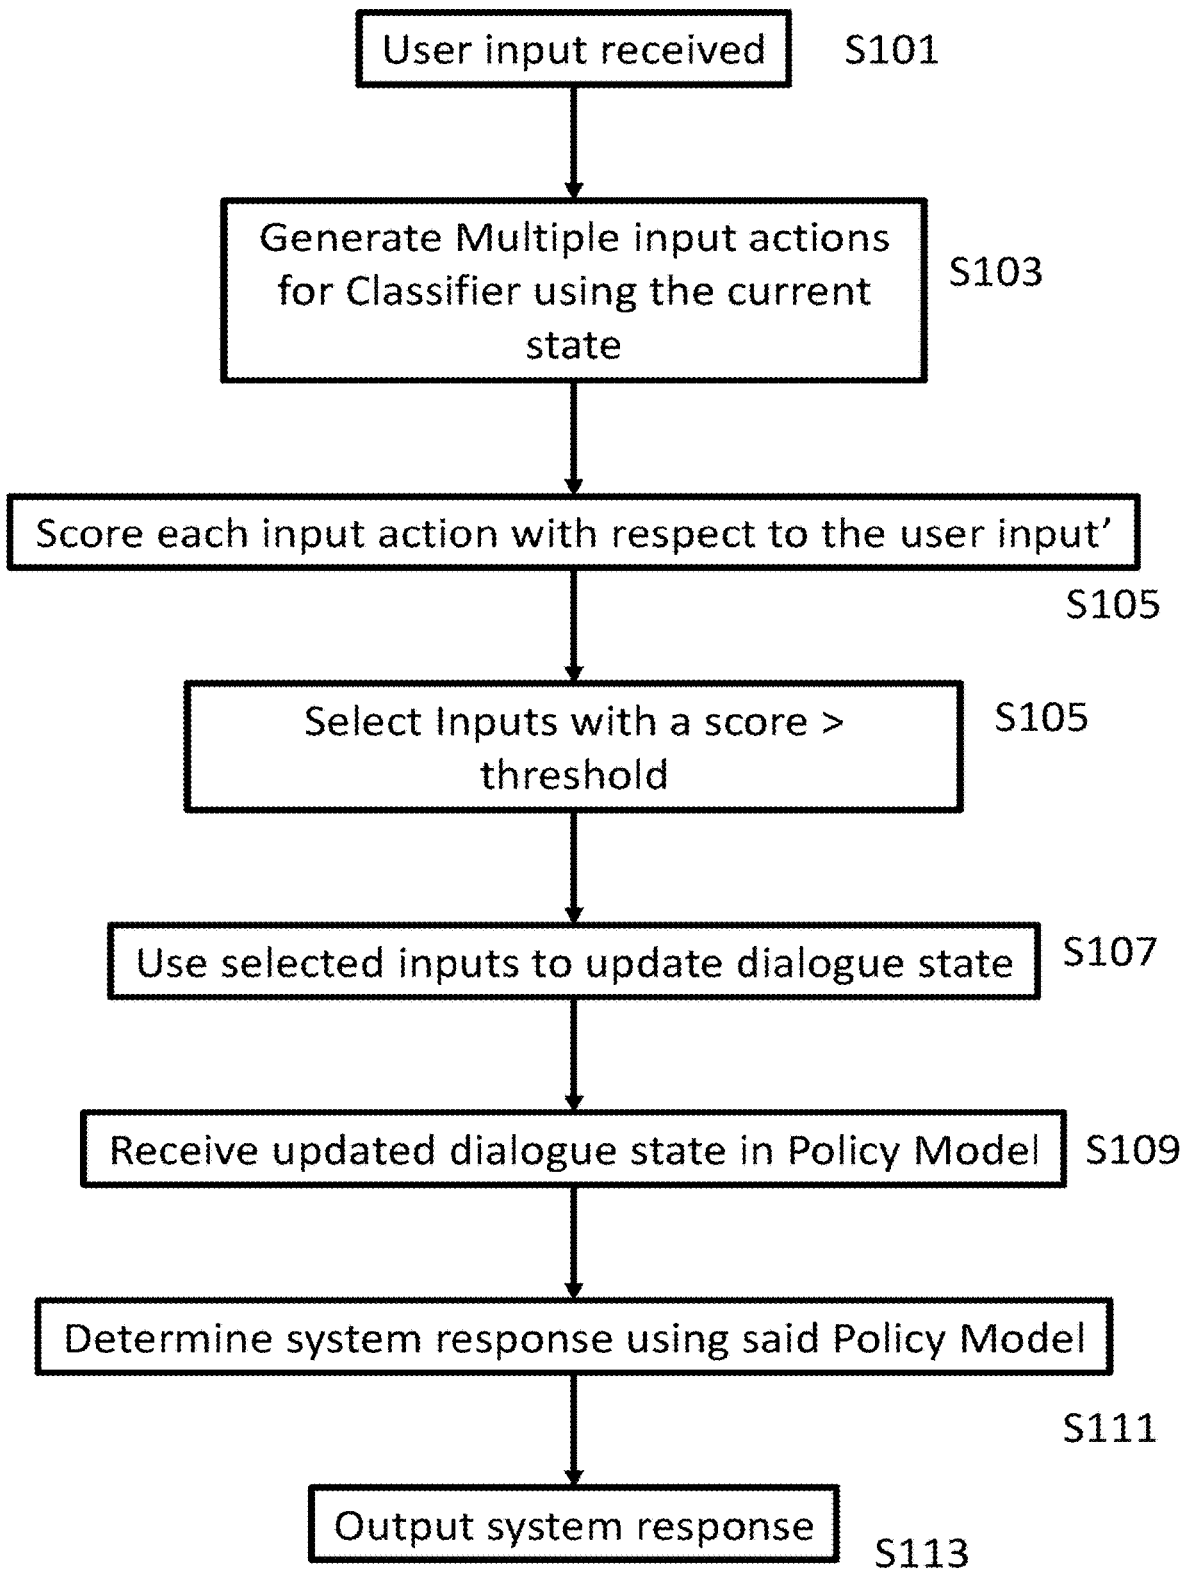 User input received
S101
Generate Multiple input actions
for Classifier using the current
state
S103
Score each input action with respect to the user input’
S105
Select Inputs with a score >
threshold
S105
Use selected inputs to update dialogue state
S107
Receive updated dialogue state in Policy Model
S109
Determine system response using said Policy Model
S111
Output system response
S113